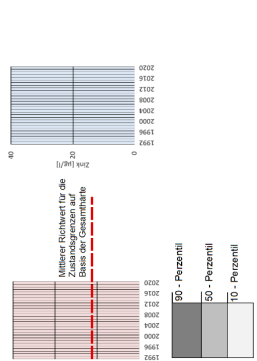 40
20
0
Zink [µg/l]
1992
1996
2000
2004
2008
2012
2016
2020
Mittlerer Richtwert für die
Zustandsgrenzen auf
Basis der Gesamthärte
1992
1996
2000
2004
2008
2012
2016
2020
90 - Perzentil
50 - Perzentil
10 - Perzentil